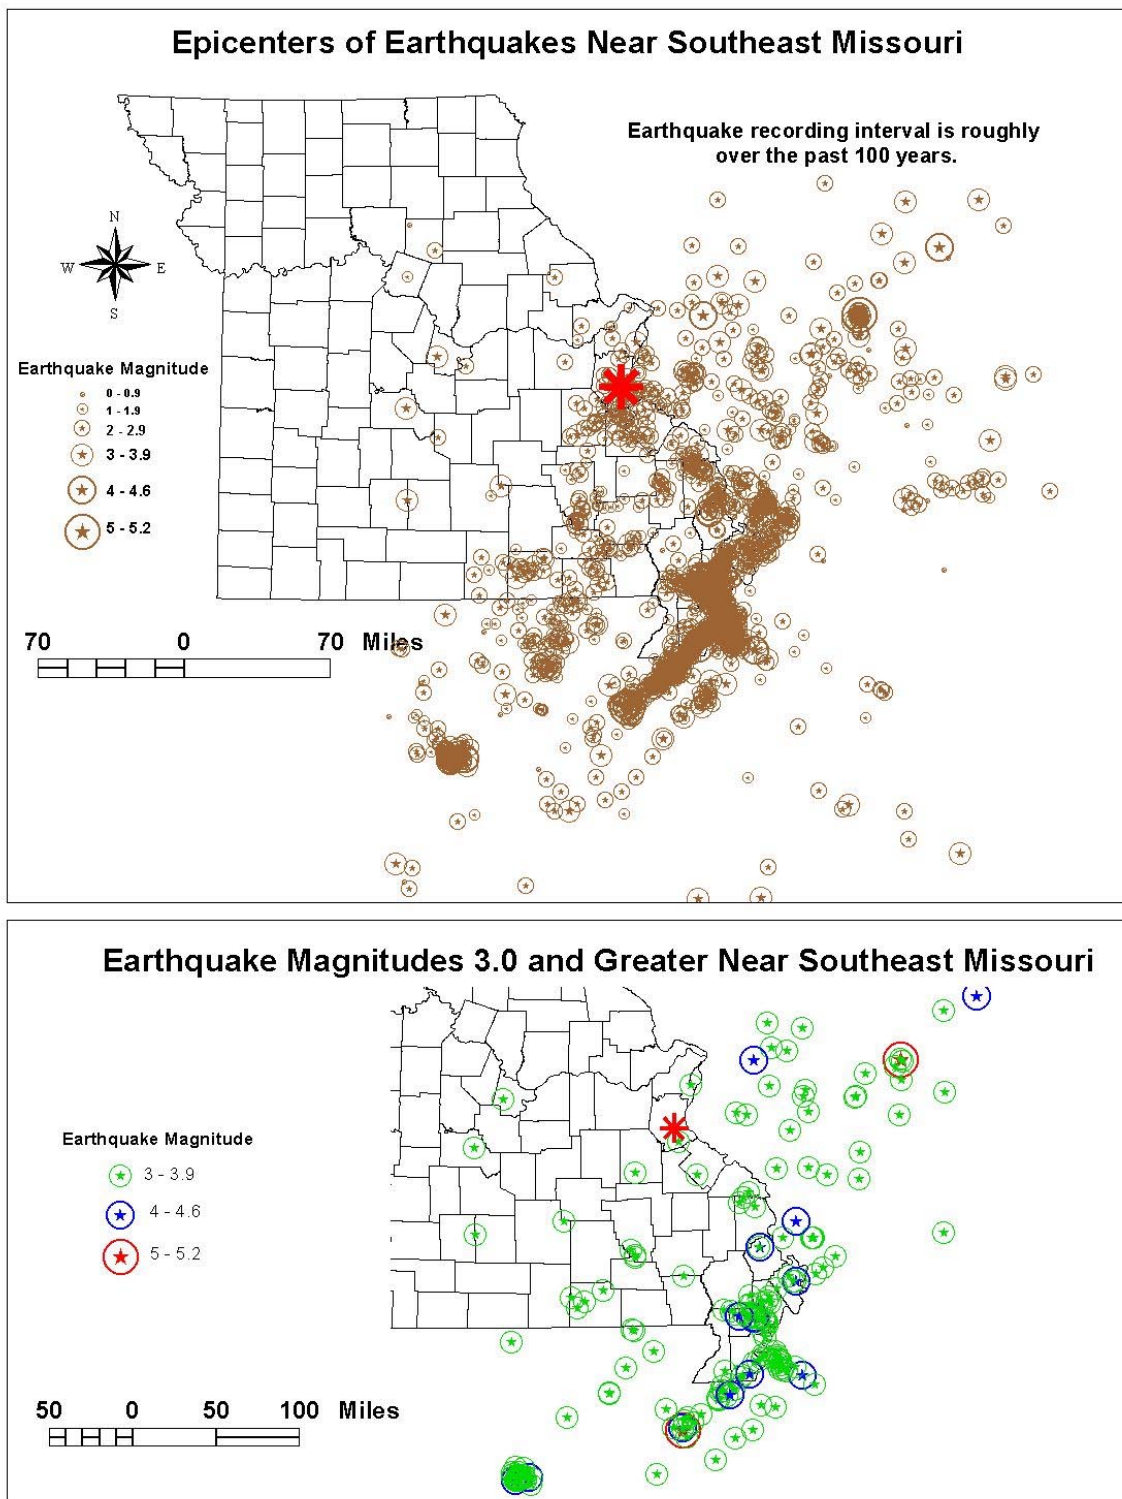 Epicenters of Earthquakes Near Southeast Missouri
Earthquake recording interval is roughly
over the past 100 years.
N
W E
S
Earthquake Magnitude
0 - 0.9
1 - 1.9
2 - 2.9
3 - 3.9
4 - 4.6
5 - 5.2
70 0 70 Miles
Earthquake Magnitudes 3.0 and Greater Near Southeast Missouri
Earthquake Magnitude
3 - 3.9
4 - 4.6
5 - 5.2
50 0 50 100 Miles